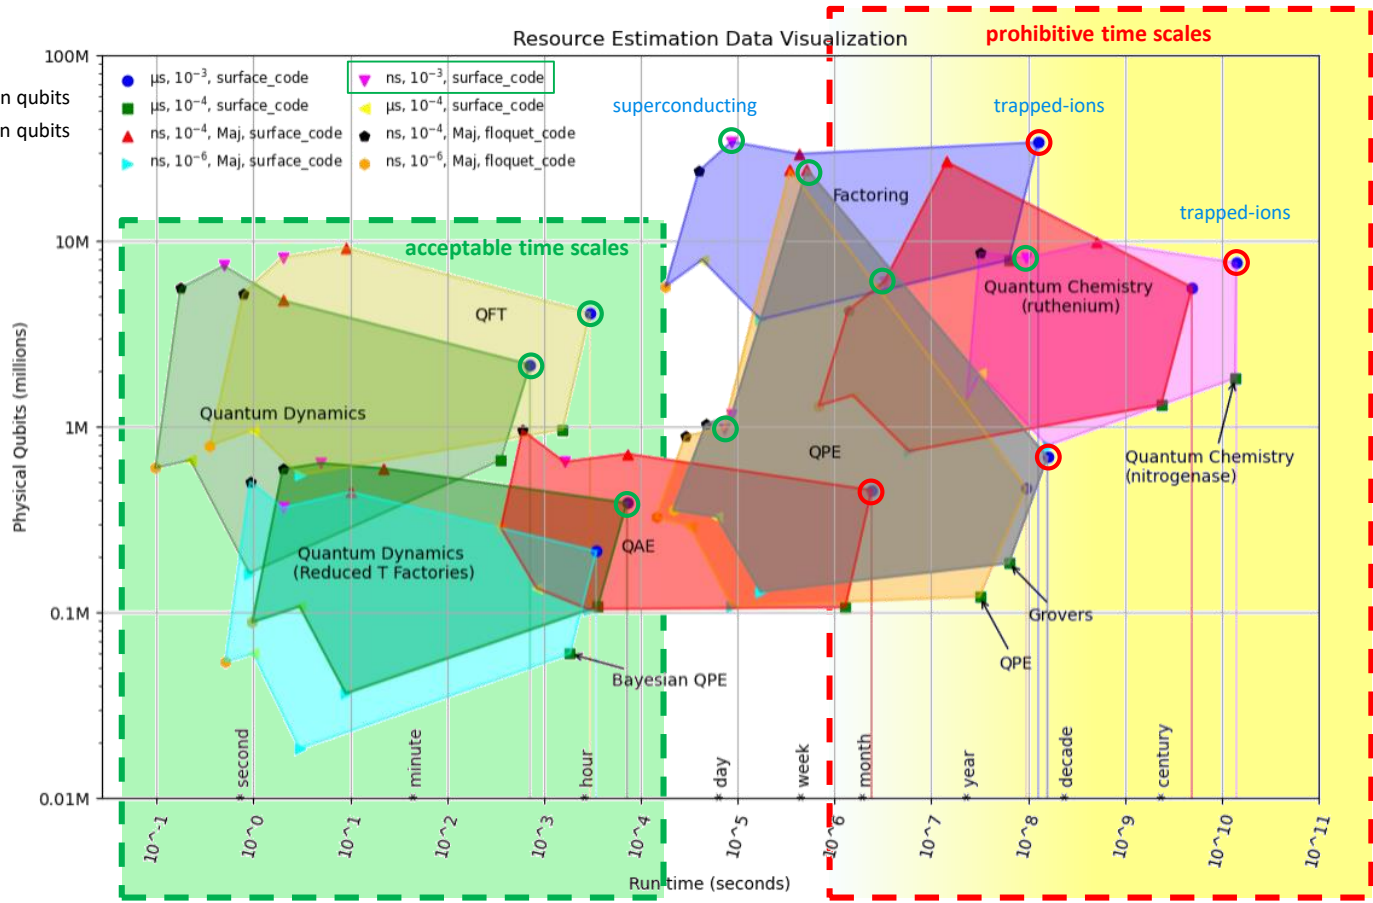 prohibitive time scales
Resource Estimation Data Visualization
100M
μs, 10⁻³, surface_code
ns, 10⁻³, surface_code
n qubits
μs, 10⁻⁴, surface_code
μs, 10⁻⁴, surface_code
superconducting
trapped-ions
n qubits
ns, 10⁻⁴, Maj, surface_code
ns, 10⁻⁴, Maj, floquet_code
ns, 10⁻⁶, Maj, surface_code
ns, 10⁻⁶, Maj, floquet_code
Factoring
trapped-ions
10M
acceptable time scales
Quantum Chemistry
(ruthenium)
QFT
Physical Qubits (millions)
Quantum Dynamics
1M
QPE
Quantum Chemistry
(nitrogenase)
Quantum Dynamics
(Reduced T Factories)
QAE
0.1M
Grovers
QPE
Bayesian QPE
* second
* minute
* hour
* day
* week
* month
* year
* decade
* century
0.01M
10^-1
10^0
10^1
10^2
10^3
10^4
10^5
10^6
10^7
10^8
10^9
10^10
10^11
Run time (seconds)